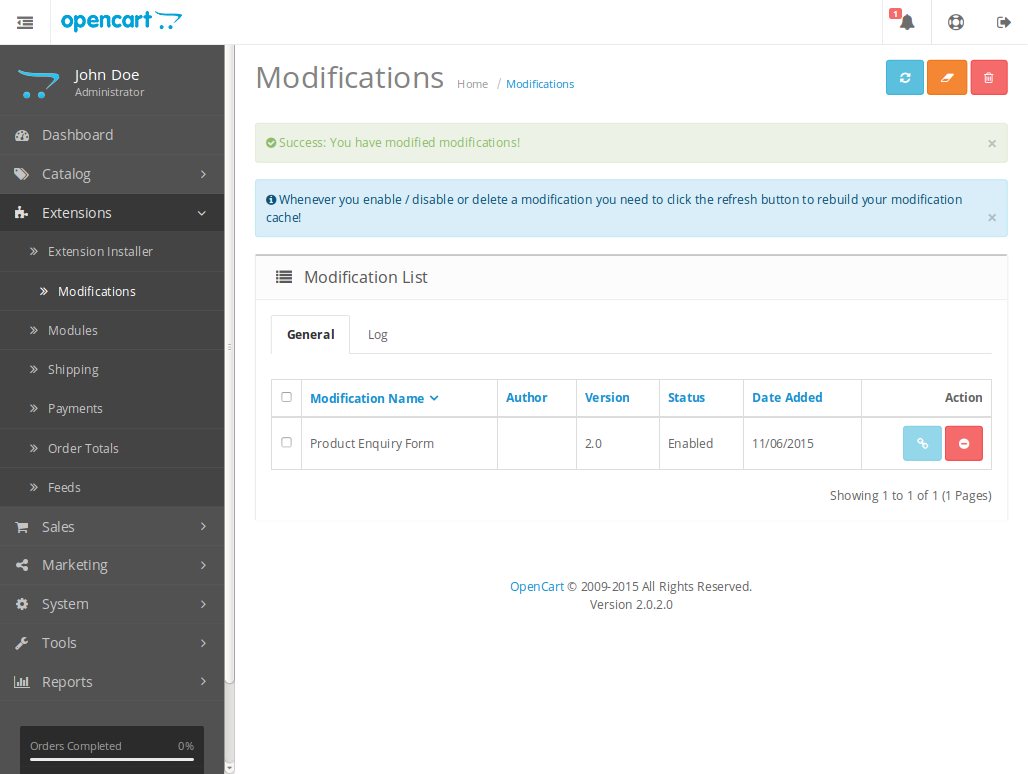 opencart
1
John Doe
Administrator
Dashboard
Catalog
Extensions
Extension Installer
Modifications
Modules
Shipping
Payments
Order Totals
Feeds
Sales
Marketing
System
Tools
Reports
Orders Completed 0%
Modifications Home / Modifications
Success: You have modified modifications! ×
Whenever you enable / disable or delete a modification you need to click the refresh button to rebuild your modification
cache! ×
Modification List
General Log
Modification Name Author Version Status Date Added Action
Product Enquiry Form 2.0 Enabled 11/06/2015
Showing 1 to 1 of 1 (1 Pages)
OpenCart © 2009-2015 All Rights Reserved.
Version 2.0.2.0